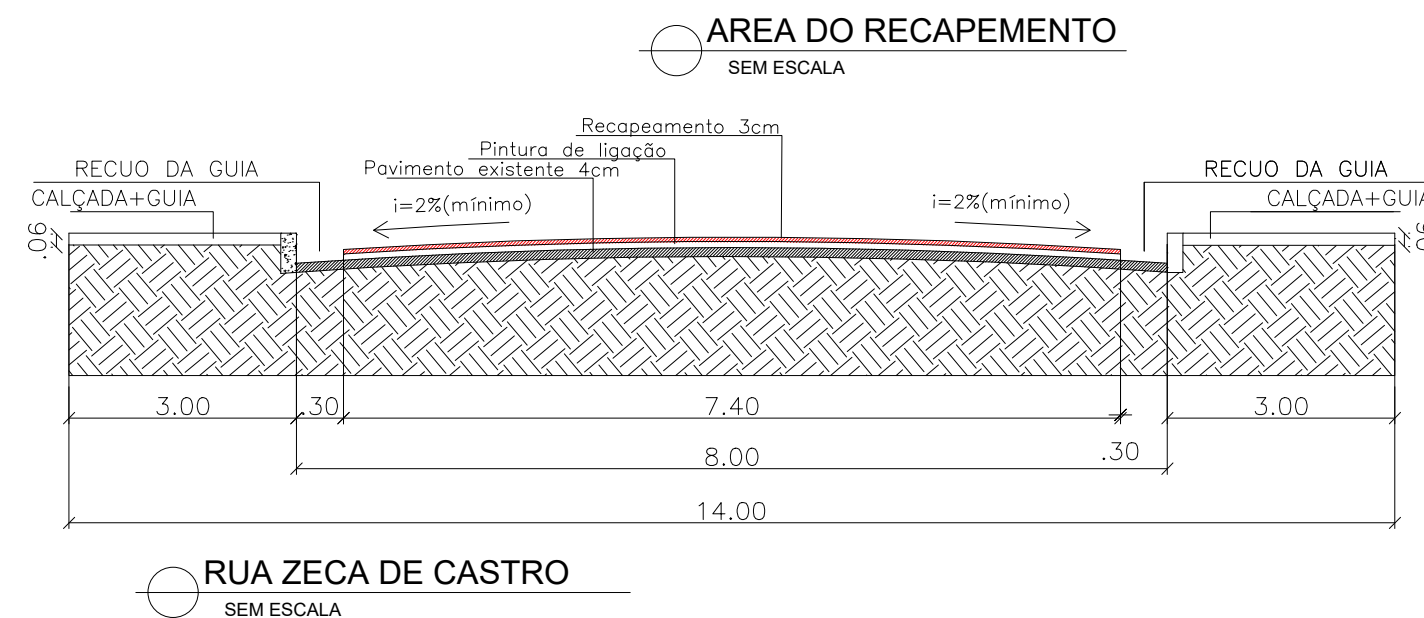 AREA DO RECAPEMENTO
SEM ESCALA
Recapeamento 3cm
Pintura de ligação
Pavimento existente 4cm
RECUO DA GUIA
CALÇADA+GUIA
i=2%(mínimo)
i=2%(mínimo)
RECUO DA GUIA
CALÇADA+GUIA
.06
.06
3.00
.30
7.40
3.00
.30
8.00
14.00
RUA ZECA DE CASTRO
SEM ESCALA